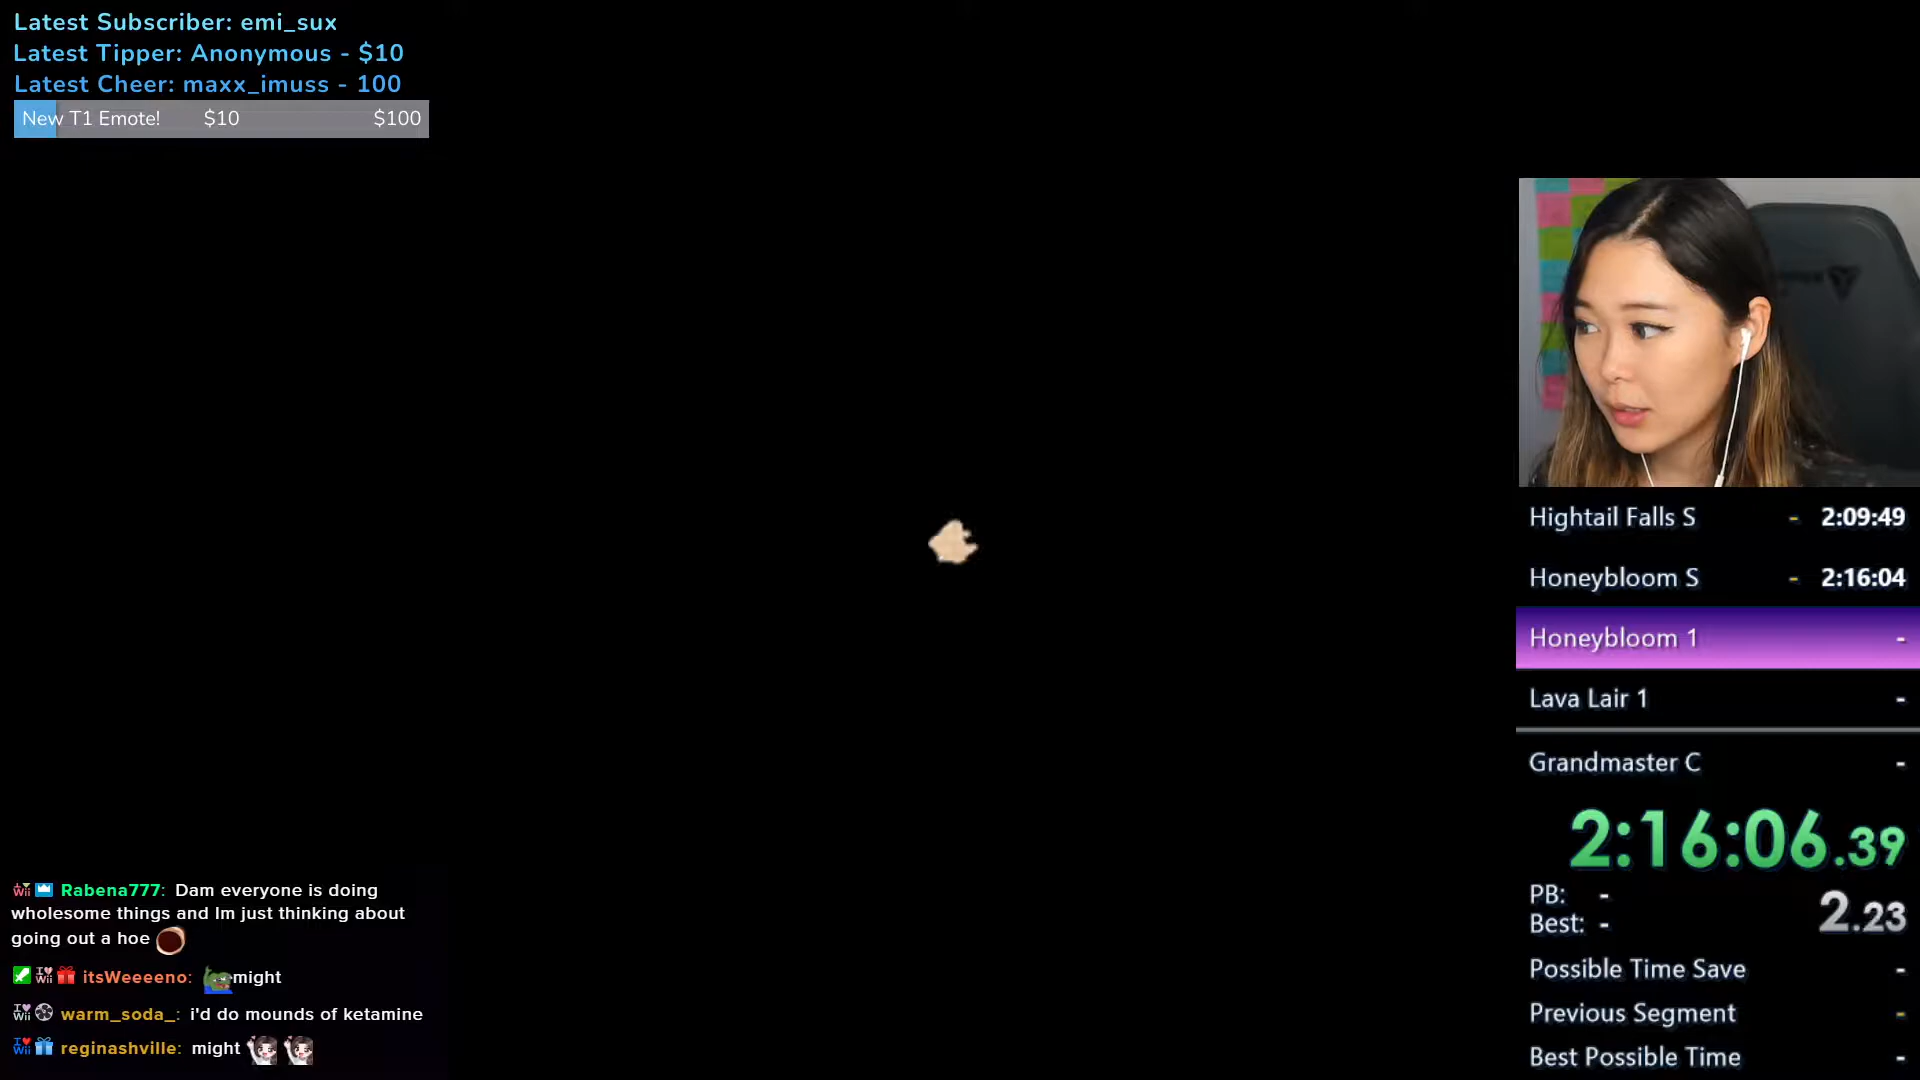 Latest Subscriber: emi_sux
Latest Tipper: Anonymous - $10
Latest Cheer: maxx_imuss - 100
New T1 Emote! $10 $100
Hightail Falls S - 2:09:49
Honeybloom S - 2:16:04
Honeybloom 1 -
Lava Lair 1 -
Grandmaster C -
2:16:06.39
PB: -
2.23
Best: -
Possible Time Save -
Previous Segment -
Best Possible Time -
Rabena777: Dam everyone is doing
wholesome things and Im just thinking about
going out a hoe
itsWeeeeno: might
warm_soda_: i'd do mounds of ketamine
reginashville: might